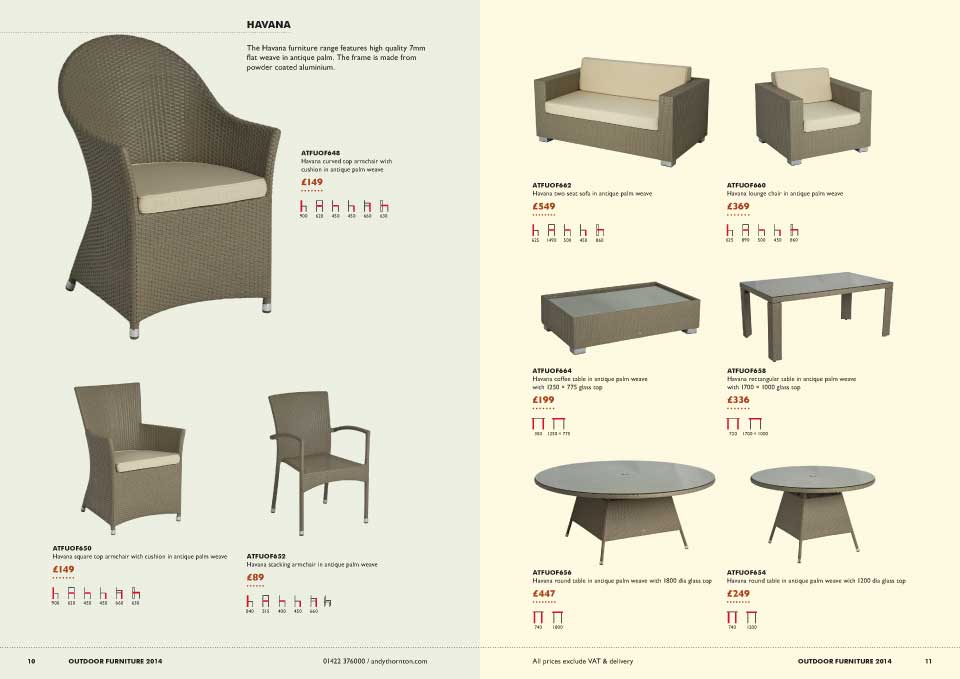 HAVANA
The Havana furniture range features high quality 7mm
flat weave in antique palm. The frame is made from
powder coated aluminium.
ATFUOF648
Havana curved top armchair with
cushion in antique palm weave
£149
900 620 450 450 660 630
ATFUOF650
Havana square top armchair with cushion in antique palm weave
£149
900 620 450 450 660 630
ATFUOF652
Havana stacking armchair in antique palm weave
£89
840 515 400 450 660
10 OUTDOOR FURNITURE 2014 01422 376000 / andythornton.com
ATFUOF662
Havana two seat sofa in antique palm weave
£549
625 1490 500 450 860
ATFUOF660
Havana lounge chair in antique palm weave
£369
625 890 500 450 860
ATFUOF664
Havana coffee table in antique palm weave
with 1250 × 775 glass top
£199
1250 × 775
ATFUOF658
Havana rectangular table in antique palm weave
with 1700 × 1000 glass top
£336
720 1700 × 1000
ATFUOF656
Havana round table in antique palm weave with 1800 dia glass top
£447
740 1800
ATFUOF654
Havana round table in antique palm weave with 1200 dia glass top
£249
740 1200
All prices exclude VAT & delivery OUTDOOR FURNITURE 2014 11